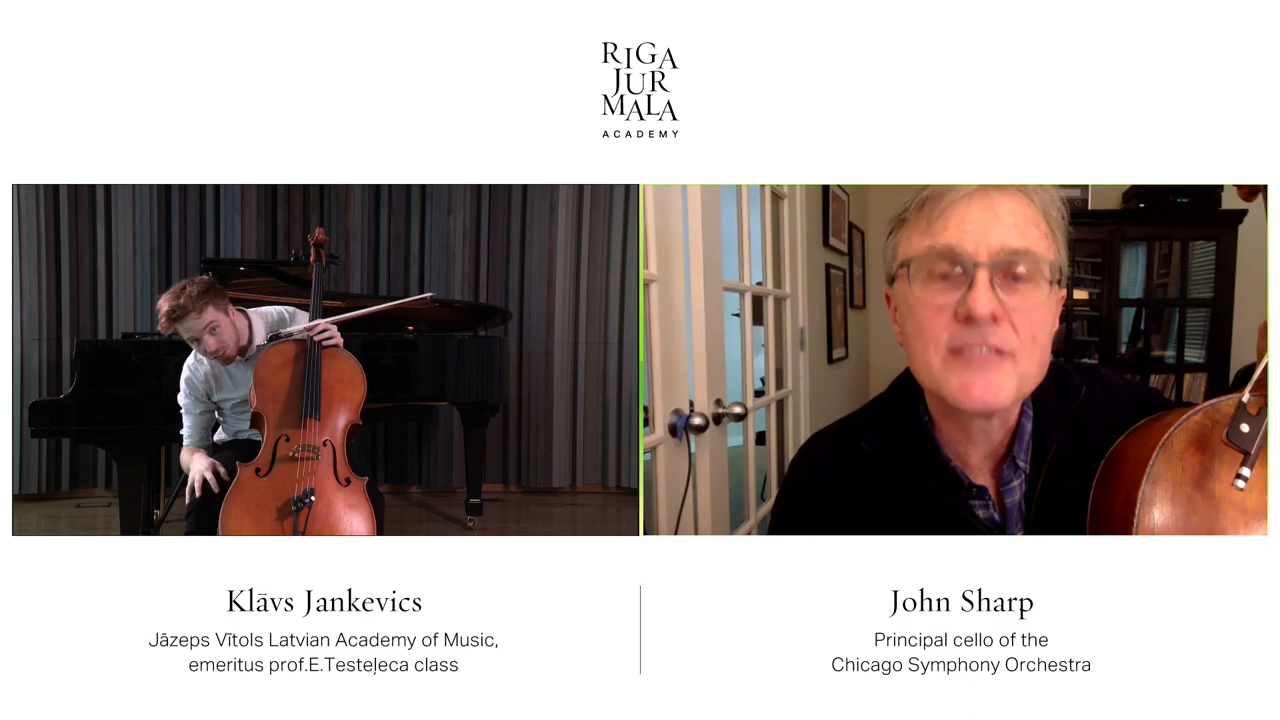 RIGA
JUR
MALA
ACADEMY
Klāvs Jankevics
Jāzeps Vītols Latvian Academy of Music,
emeritus prof.E.Testeļeca class
John Sharp
Principal cello of the
Chicago Symphony Orchestra